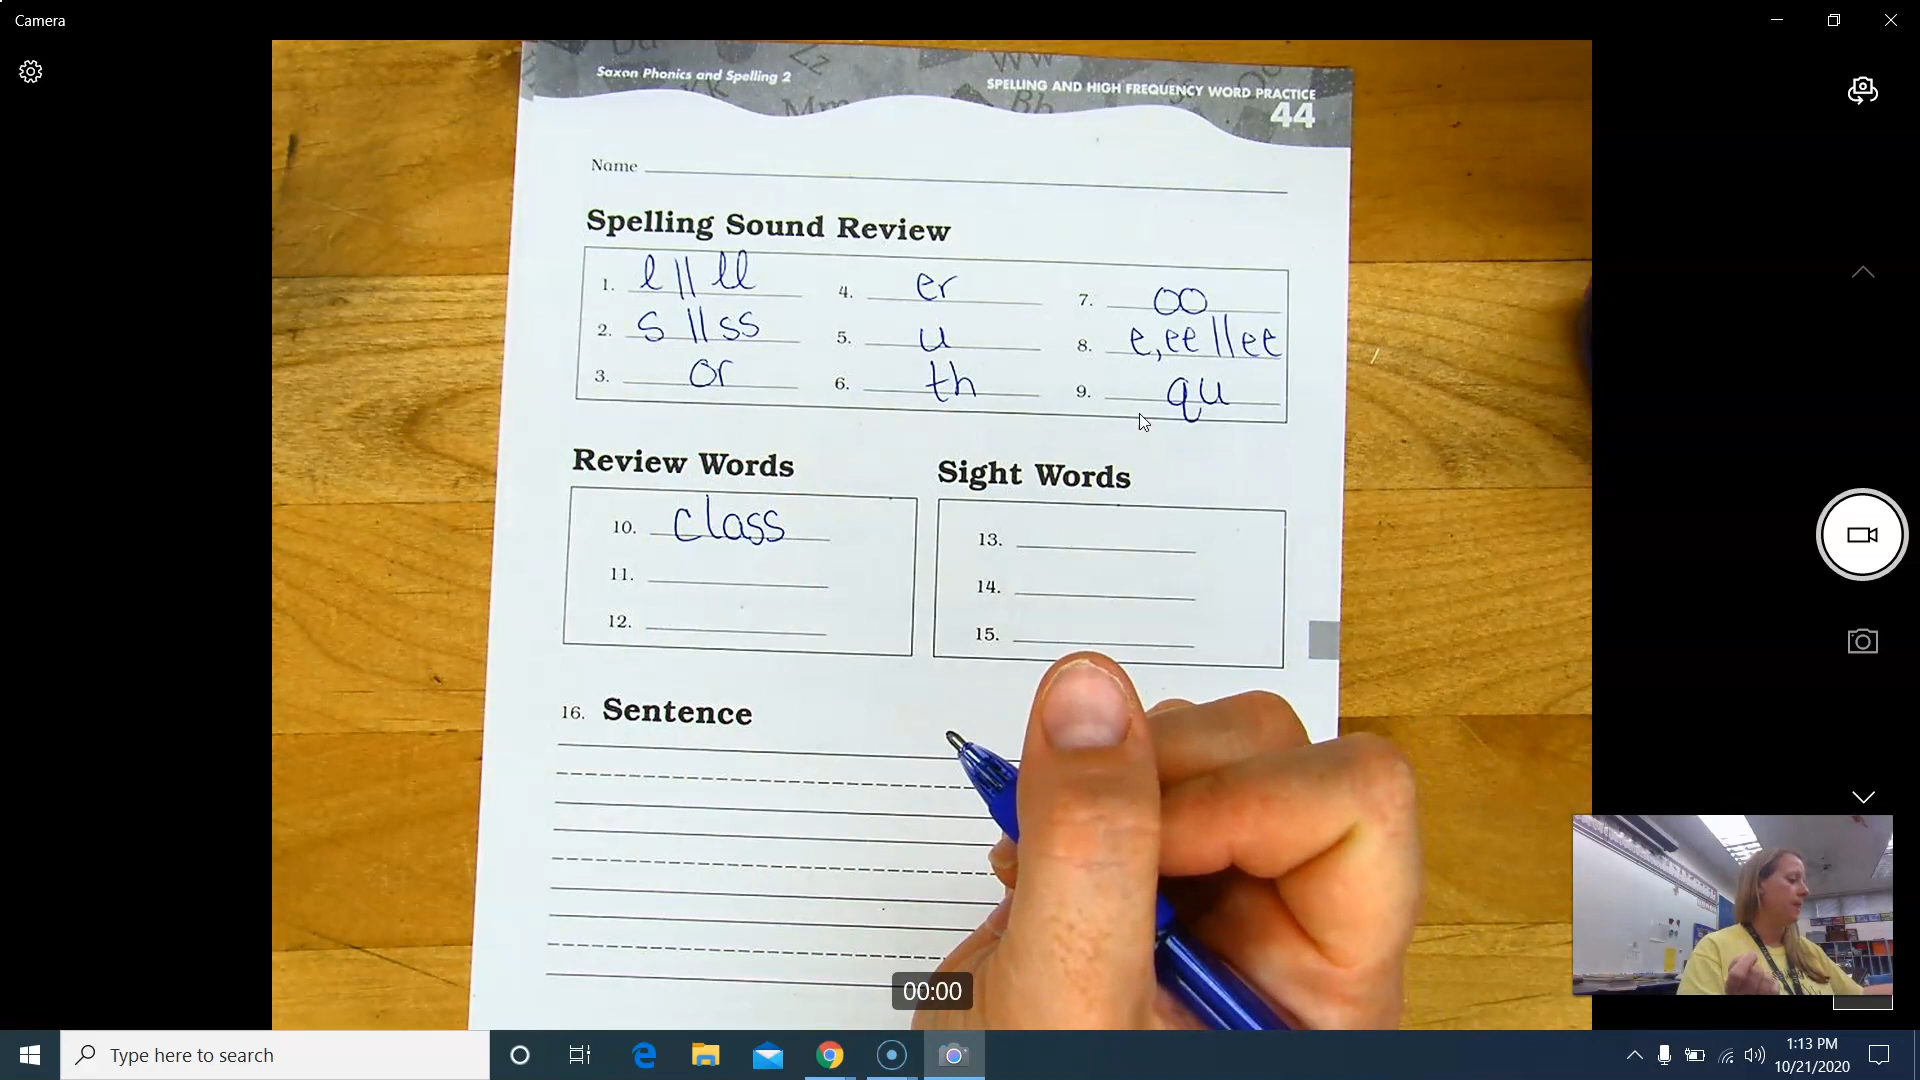 Camera
Saxon Phonics and Spelling 2
SPELLING AND HIGH FREQUENCY WORD PRACTICE
44
Name
Spelling Sound Review
1. l || ll
2. s || ss
3. or
4. er
5. u
6. th
7. oo
8. e, ee || ee
9. qu
Review Words
10. class
11.
12.
Sight Words
13.
14.
15.
16. Sentence
00:00
Type here to search
1:13 PM
10/21/2020